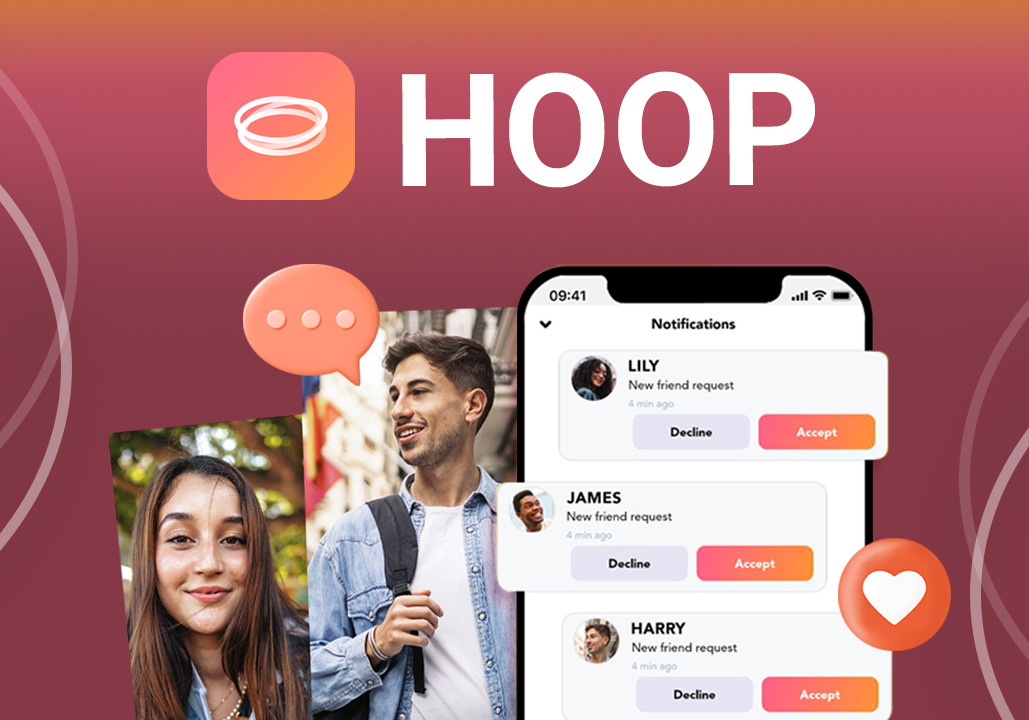 HOOP
09:41
Notifications
LILY
New friend request
4 min ago
Decline
Accept
JAMES
New friend request
4 min ago
Decline
Accept
HARRY
New friend request
4 min ago
Decline
Accept